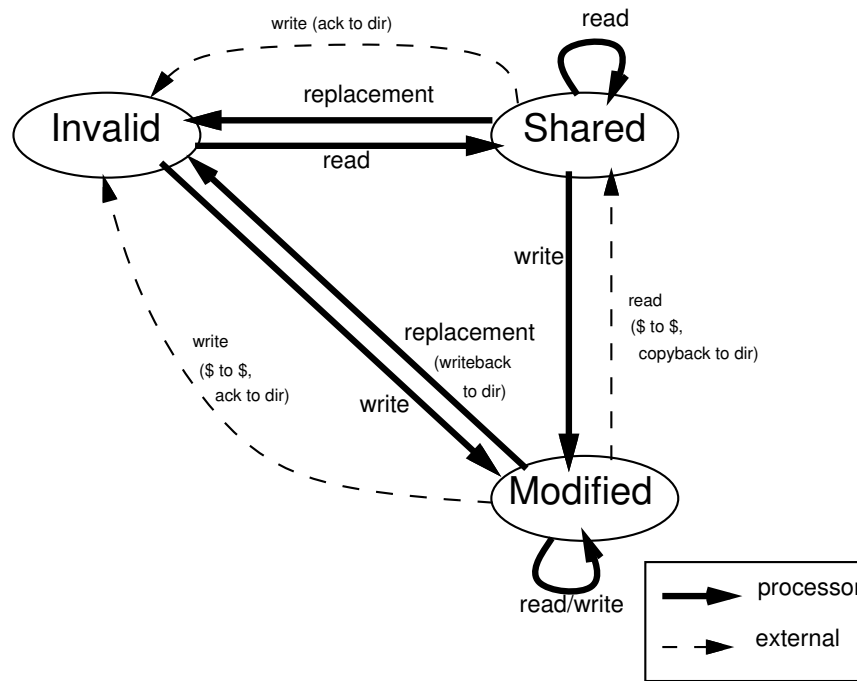 read
write (ack to dir)
replacement
Invalid
Shared
read
write
read
($ to $,
copyback to dir)
replacement
(writeback
to dir)
write
($ to $,
ack to dir)
write
Modified
read/write
processor
external